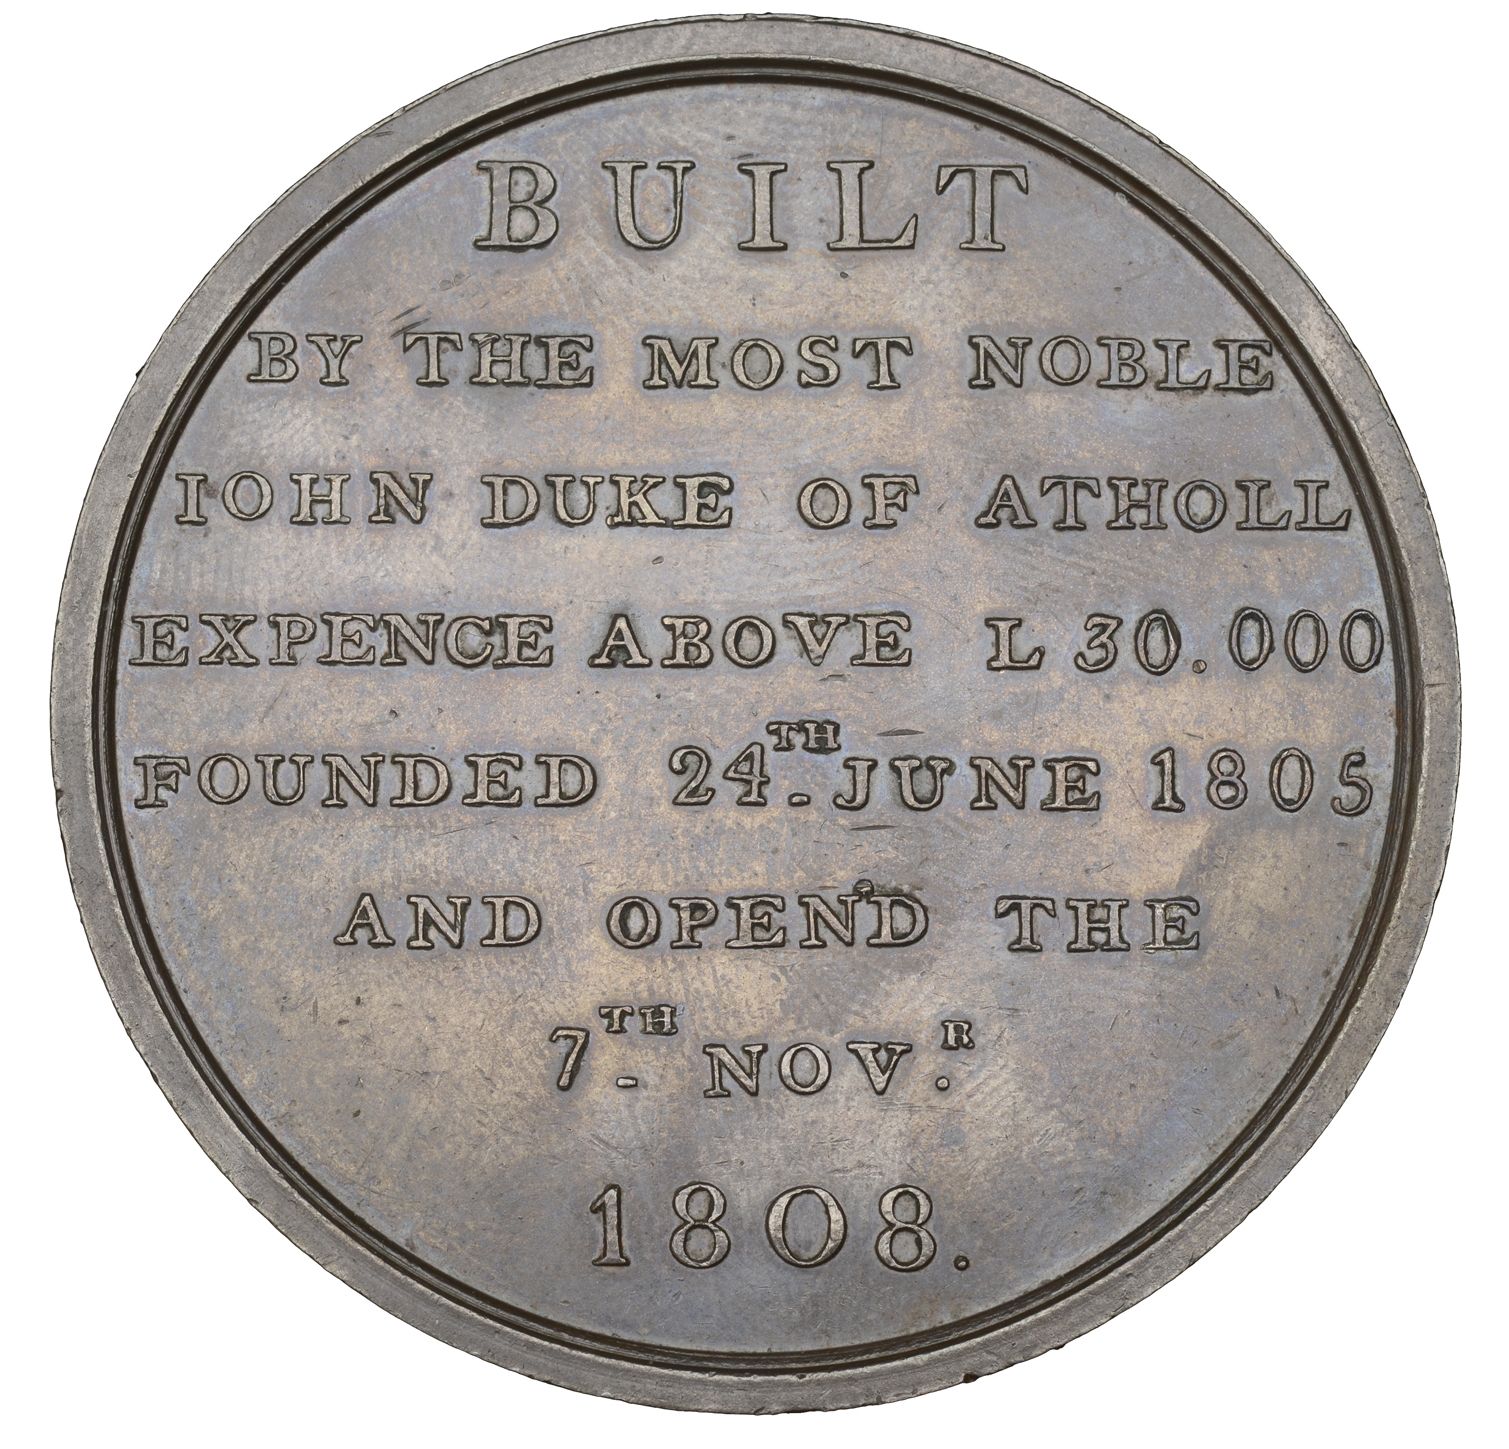 BUILT
BY THE MOST NOBLE
IOHN DUKE OF ATHOLL
EXPENCE ABOVE L 30.000
FOUNDED 24TH. JUNE 1805
AND OPEN'D THE
7TH. NOV.R
1808.